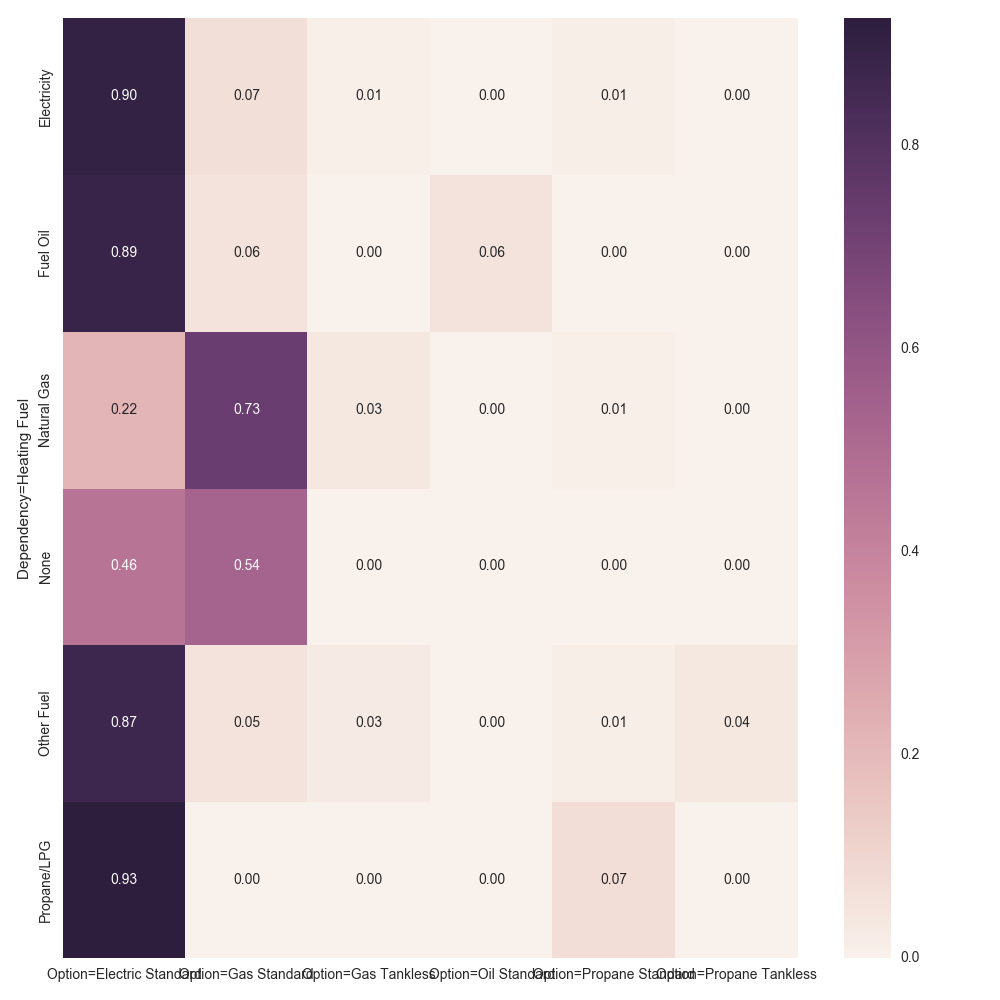 Dependency=Heating Fuel
Electricity
0.90 0.07 0.01 0.00 0.01 0.00
Fuel Oil
0.89 0.06 0.00 0.06 0.00 0.00
Natural Gas
0.22 0.73 0.03 0.00 0.01 0.00
None
0.46 0.54 0.00 0.00 0.00 0.00
Other Fuel
0.87 0.05 0.03 0.00 0.01 0.04
Propane/LPG
0.93 0.00 0.00 0.00 0.07 0.00
Option=Electric Standard
Option=Gas Standard
Option=Gas Tankless
Option=Oil Standard
Option=Propane Standard
Option=Propane Tankless
0.8
0.6
0.4
0.2
0.0